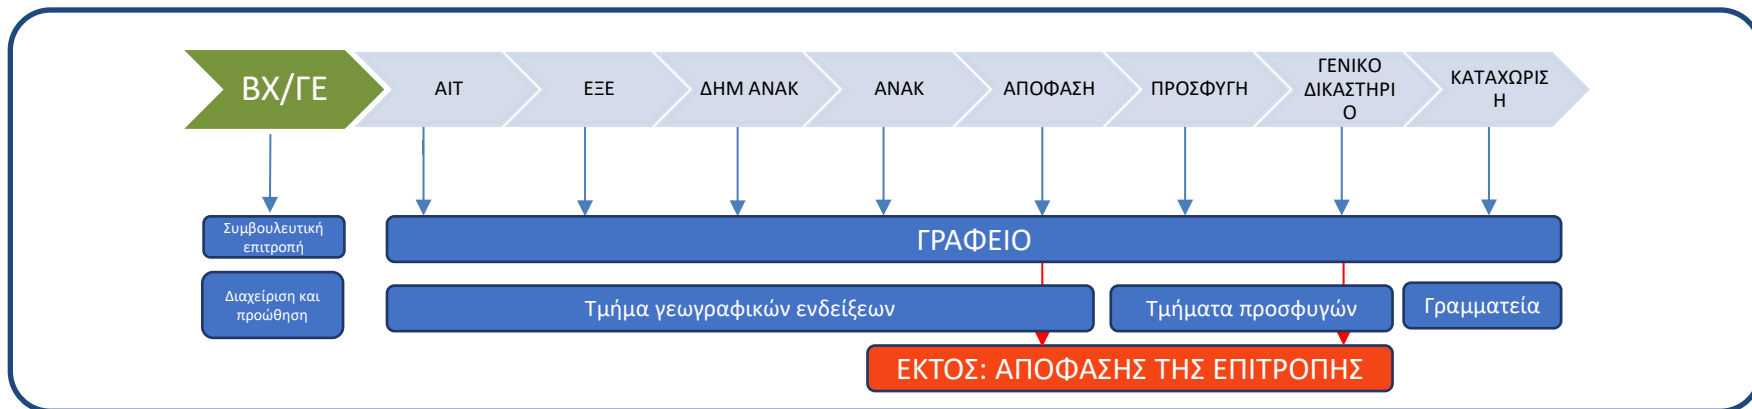 ΒΧ/ΓΕ
ΑΙΤ
ΕΞΕ
ΔΗΜ ΑΝΑΚ
ΑΝΑΚ
ΑΠΟΦΑΣΗ
ΠΡΟΣΦΥΓΗ
ΓΕΝΙΚΟ
ΔΙΚΑΣΤΗΡΙ
Ο
ΚΑΤΑΧΩΡΙΣ
Η
Συμβουλευτική
επιτροπή
ΓΡΑΦΕΙΟ
Διαχείριση και
προώθηση
Τμήμα γεωγραφικών ενδείξεων
Τμήματα προσφυγών
Γραμματεία
ΕΚΤΟΣ: ΑΠΟΦΑΣΗΣ ΤΗΣ ΕΠΙΤΡΟΠΗΣ